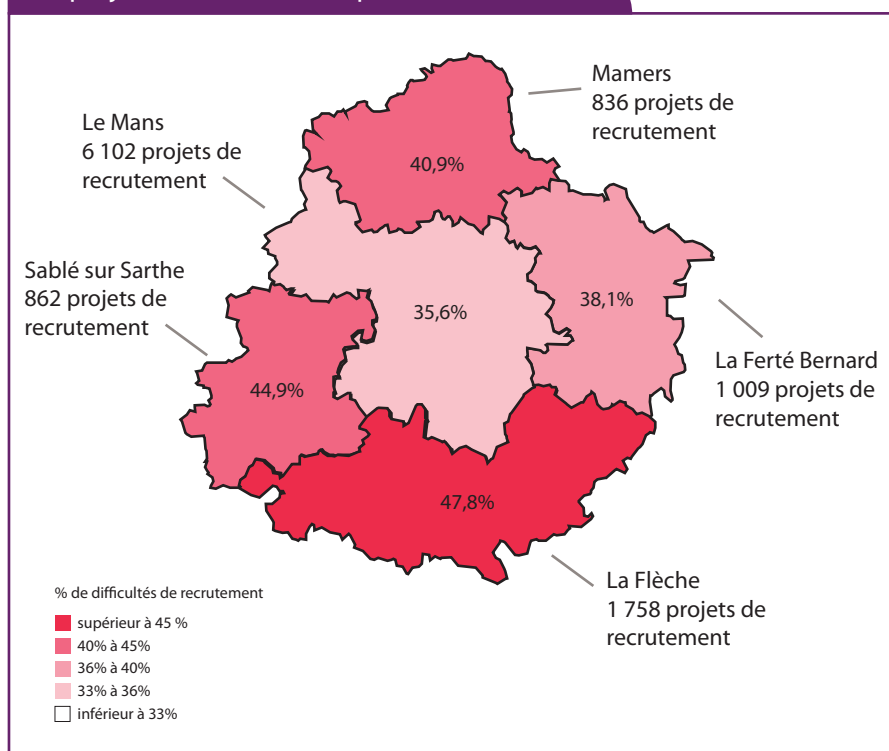 Mamers
836 projets de
recrutement
Le Mans
6 102 projets de
recrutement
40,9%
Sablé sur Sarthe
862 projets de
recrutement
35,6%
38,1%
La Ferté Bernard
1 009 projets de
recrutement
44,9%
47,8%
La Flèche
1 758 projets de
recrutement
% de difficultés de recrutement
supérieur à 45 %
40% à 45%
36% à 40%
33% à 36%
inférieur à 33%